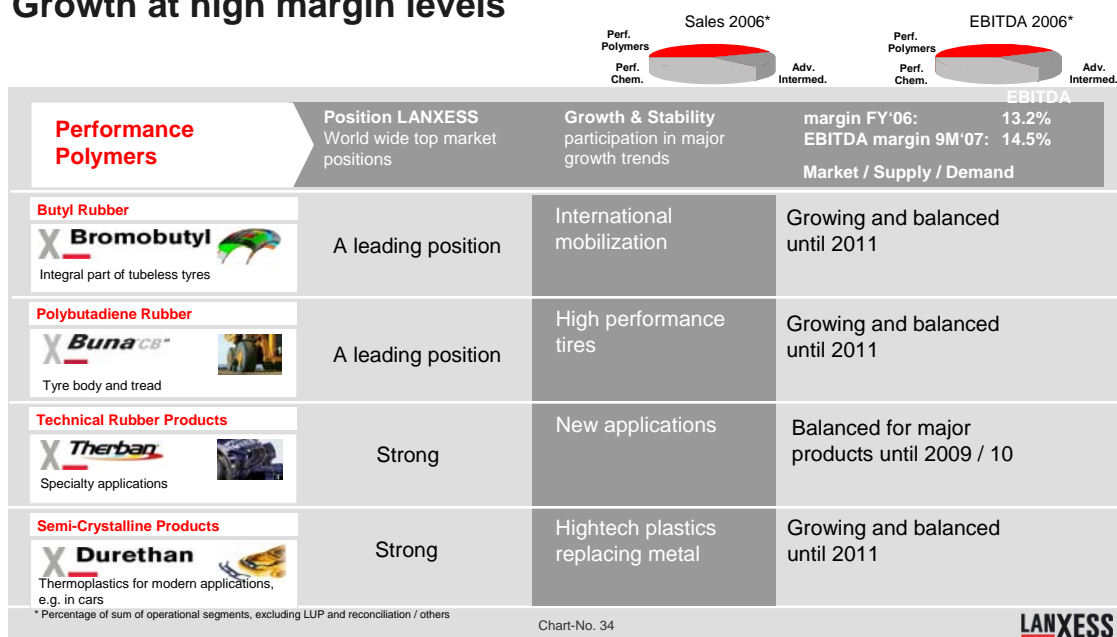 Growth at high margin levels
Sales 2006*
Perf.
Polymers
Perf.
Chem.
Adv.
Intermed.
EBITDA 2006*
Perf.
Polymers
Perf.
Chem.
Adv.
Intermed.
Performance
Polymers
Position LANXESS
World wide top market
positions
Growth & Stability
participation in major
growth trends
EBITDA
margin FY‘06: 13.2%
EBITDA margin 9M‘07: 14.5%
Market / Supply / Demand
Butyl Rubber
X Bromobutyl
Integral part of tubeless tyres
A leading position
International
mobilization
Growing and balanced
until 2011
Polybutadiene Rubber
X Buna CB
Tyre body and tread
A leading position
High performance
tires
Growing and balanced
until 2011
Technical Rubber Products
X Therban
Specialty applications
Strong
New applications
Balanced for major
products until 2009 / 10
Semi-Crystalline Products
X Durethan
Thermoplastics for modern applications,
e.g. in cars
Strong
Hightech plastics
replacing metal
Growing and balanced
until 2011
* Percentage of sum of operational segments, excluding LUP and reconciliation / others
Chart-No. 34
LANXESS